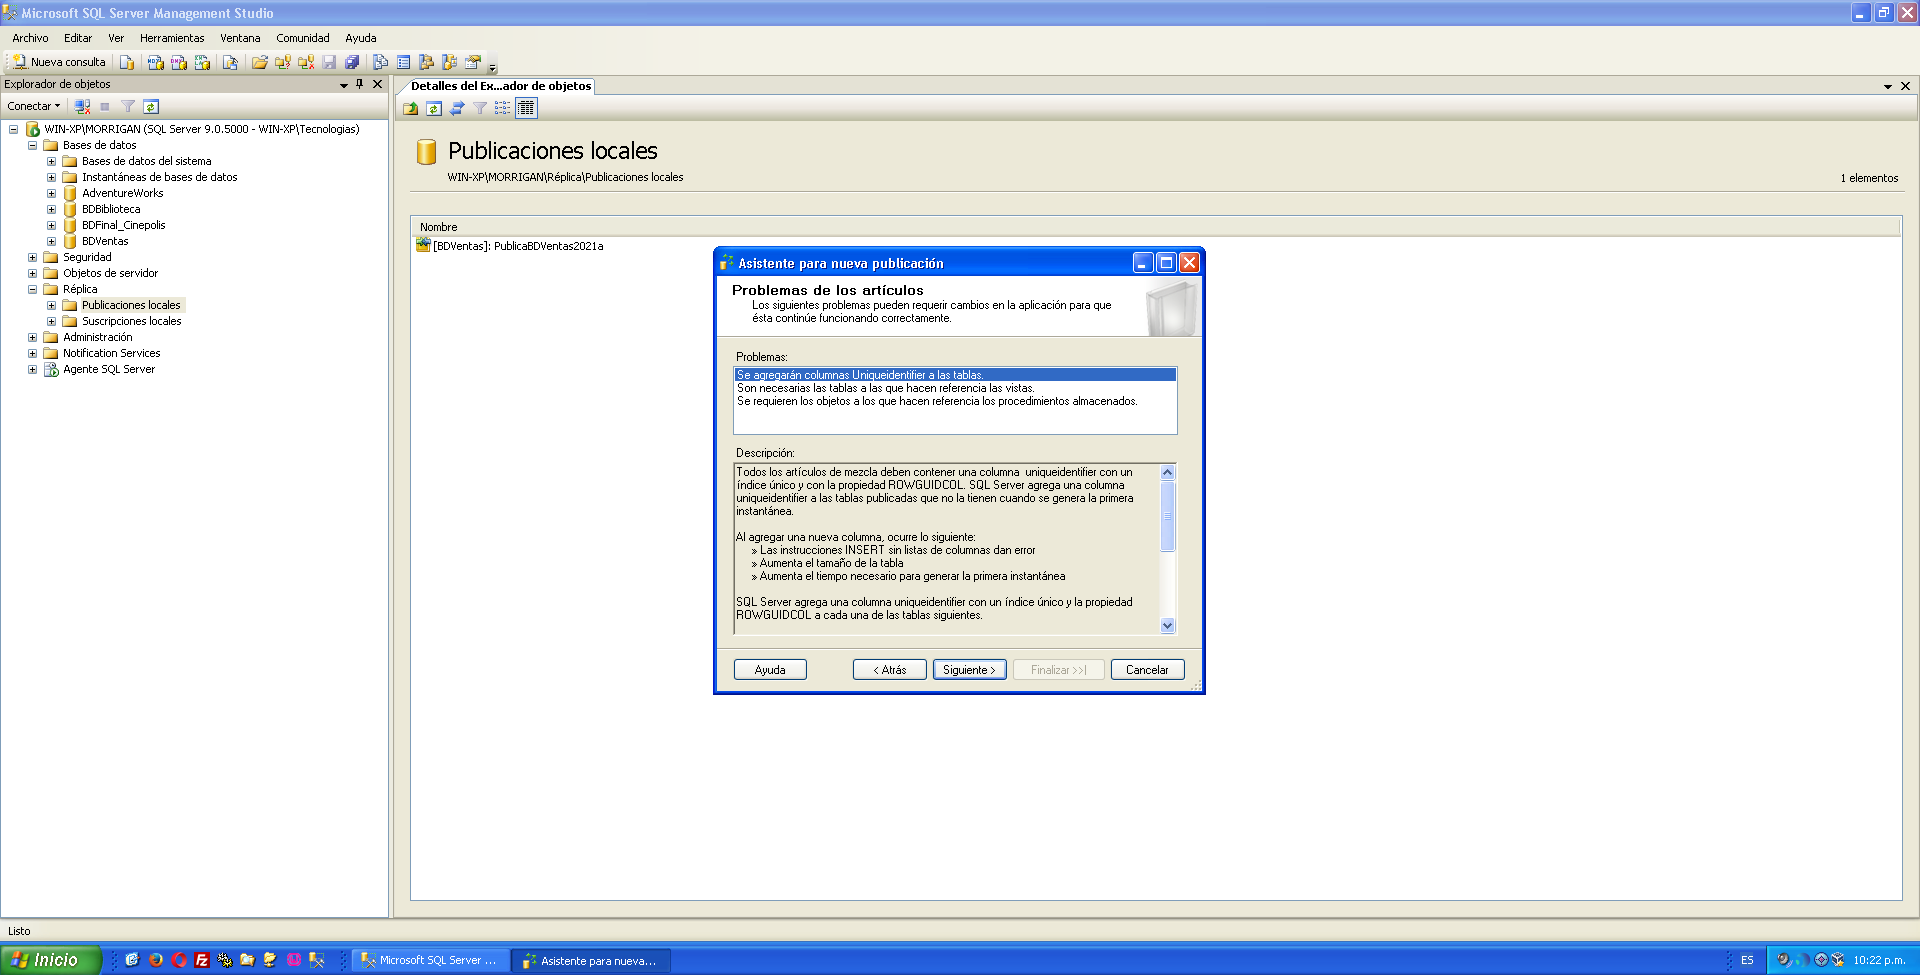 Microsoft SQL Server Management Studio
Archivo Editar Ver Herramientas Ventana Comunidad Ayuda
Nueva consulta
Explorador de objetos
Conectar
WIN-XP\MORRIGAN (SQL Server 9.0.5000 - WIN-XP\Tecnologias)
Bases de datos
Bases de datos del sistema
Instantáneas de bases de datos
AdventureWorks
BDBiblioteca
BDFinal_Cinepolis
BDVentas
Seguridad
Objetos de servidor
Réplica
Publicaciones locales
Suscripciones locales
Administración
Notification Services
Agente SQL Server
Detalles del Ex...ador de objetos
Publicaciones locales
WIN-XP\MORRIGAN\Réplica\Publicaciones locales
1 elementos
Nombre
[BDVentas]: PublicaBDVentas2021a
Asistente para nueva publicación
Problemas de los artículos
Los siguientes problemas pueden requerir cambios en la aplicación para que
ésta continúe funcionando correctamente.
Problemas:
Se agregarán columnas Uniqueidentifier a las tablas.
Son necesarias las tablas a las que hacen referencia las vistas.
Se requieren los objetos a los que hacen referencia los procedimientos almacenados.
Descripción:
Todos los artículos de mezcla deben contener una columna  uniqueidentifier con un
índice único y con la propiedad ROWGUIDCOL. SQL Server agrega una columna
uniqueidentifier a las tablas publicadas que no la tienen cuando se genera la primera
instantánea.
Al agregar una nueva columna, ocurre lo siguiente:
» Las instrucciones INSERT sin listas de columnas dan error
» Aumenta el tamaño de la tabla
» Aumenta el tiempo necesario para generar la primera instantánea
SQL Server agrega una columna uniqueidentifier con un índice único y la propiedad
ROWGUIDCOL a cada una de las tablas siguientes.
Ayuda < Atrás Siguiente > Finalizar >>| Cancelar
Listo
Inicio
Microsoft SQL Server ...
Asistente para nueva...
ES
10:22 p.m.